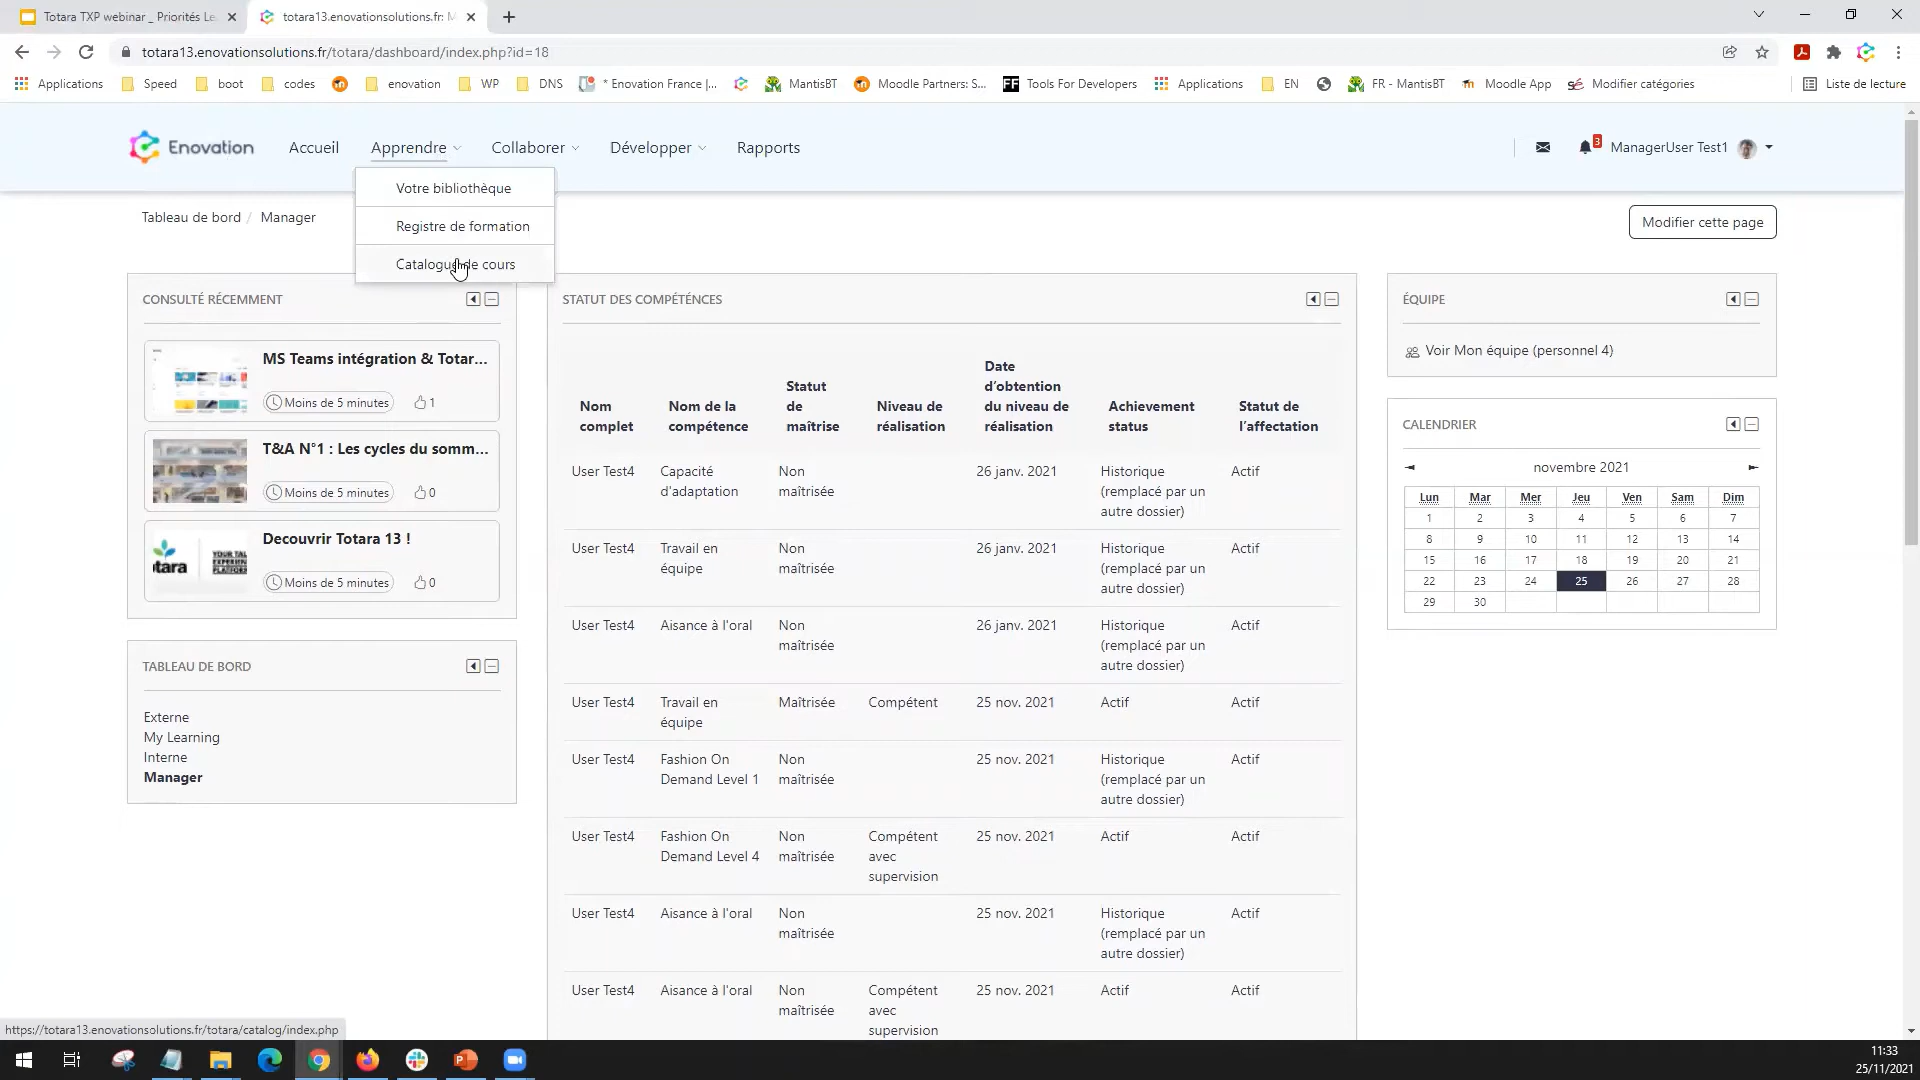 Totara TXP webinar _ Priorités Le
totara13.enovationsolutions.fr: M
totara13.enovationsolutions.fr/totara/dashboard/index.php?id=18
Applications
Speed
boot
codes
enovation
WP
DNS
* Enovation France |...
MantisBT
Moodle Partners: S...
FF
Tools For Developers
Applications
EN
FR - MantisBT
Moodle App
Modifier catégories
Liste de lecture
Enovation
Accueil
Apprendre
Collaborer
Développer
Rapports
3
ManagerUser Test1
Votre bibliothèque
Registre de formation
Catalogue de cours
Tableau de bord / Manager
Modifier cette page
CONSULTÉ RÉCEMMENT
MS Teams intégration & Totar...
Moins de 5 minutes
1
T&A N°1 : Les cycles du somm...
Moins de 5 minutes
0
Decouvrir Totara 13 !
Moins de 5 minutes
0
TABLEAU DE BORD
Externe
My Learning
Interne
Manager
STATUT DES COMPÉTÉNCES
Nom complet
Nom de la compétence
Statut de maîtrise
Niveau de réalisation
Date d'obtention du niveau de réalisation
Achievement status
Statut de l'affectation
User Test4 Capacité d'adaptation Non maîtrisée 26 janv. 2021 Historique (remplacé par un autre dossier) Actif
User Test4 Travail en équipe Non maîtrisée 26 janv. 2021 Historique (remplacé par un autre dossier) Actif
User Test4 Aisance à l'oral Non maîtrisée 26 janv. 2021 Historique (remplacé par un autre dossier) Actif
User Test4 Travail en équipe Maîtrisée Compétent 25 nov. 2021 Actif Actif
User Test4 Fashion On Demand Level 1 Non maîtrisée 25 nov. 2021 Historique (remplacé par un autre dossier) Actif
User Test4 Fashion On Demand Level 4 Non maîtrisée Compétent avec supervision 25 nov. 2021 Actif Actif
User Test4 Aisance à l'oral Non maîtrisée 25 nov. 2021 Historique (remplacé par un autre dossier) Actif
User Test4 Aisance à l'oral Non maîtrisée Compétent avec supervision 25 nov. 2021 Actif Actif
ÉQUIPE
Voir Mon équipe (personnel 4)
CALENDRIER
novembre 2021
Lun Mar Mer Jeu Ven Sam Dim
1 2 3 4 5 6 7
8 9 10 11 12 13 14
15 16 17 18 19 20 21
22 23 24 25 26 27 28
29 30
https://totara13.enovationsolutions.fr/totara/catalog/index.php
11:33
25/11/2021